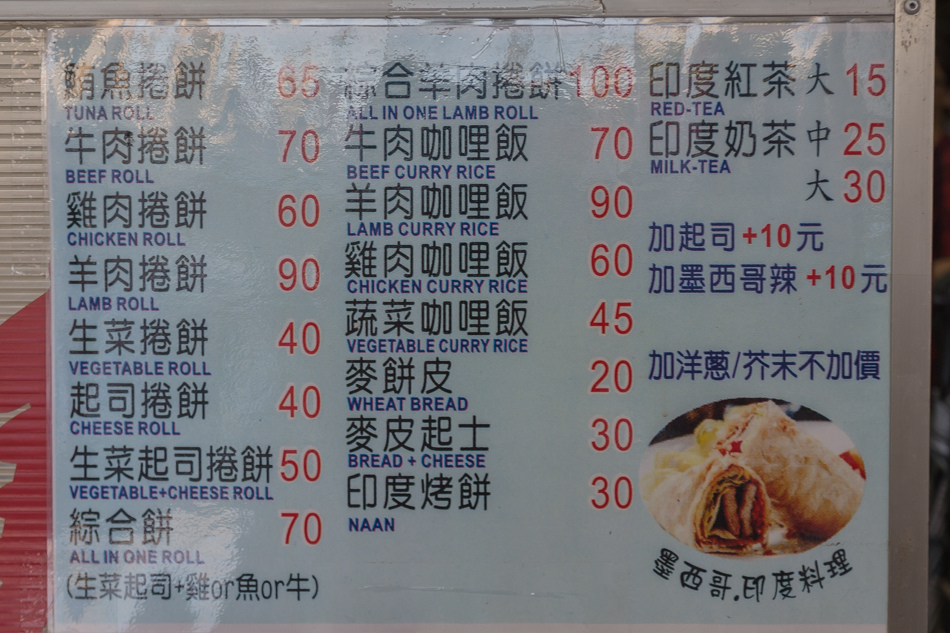 鮪魚捲餅 65
TUNA ROLL
牛肉捲餅 70
BEEF ROLL
雞肉捲餅 60
CHICKEN ROLL
羊肉捲餅 90
LAMB ROLL
生菜捲餅 40
VEGETABLE ROLL
起司捲餅 40
CHEESE ROLL
生菜起司捲餅 50
VEGETABLE+CHEESE ROLL
綜合餅 70
ALL IN ONE ROLL
(生菜起司+雞or魚or牛)
綜合羊肉捲餅 100
ALL IN ONE LAMB ROLL
牛肉咖哩飯 70
BEEF CURRY RICE
羊肉咖哩飯 90
LAMB CURRY RICE
雞肉咖哩飯 60
CHICKEN CURRY RICE
蔬菜咖哩飯 45
VEGETABLE CURRY RICE
麥餅皮 20
WHEAT BREAD
麥皮起士 30
BREAD + CHEESE
印度烤餅 30
NAAN
印度紅茶 大 15
RED-TEA
印度奶茶 中 25
MILK-TEA
大 30
加起司 +10元
加墨西哥辣 +10元
加洋蔥/芥末不加價
墨西哥.印度料理